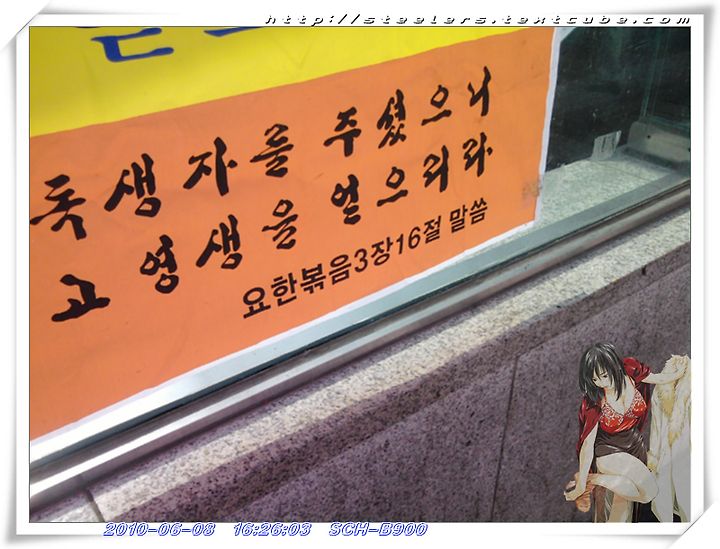 http://steelers.textcube.com
독생자를 주셨으니
고 영생을 얻으리라
요한볶음3장16절 말씀
2010-06-08 16:26:03 SCH-B900